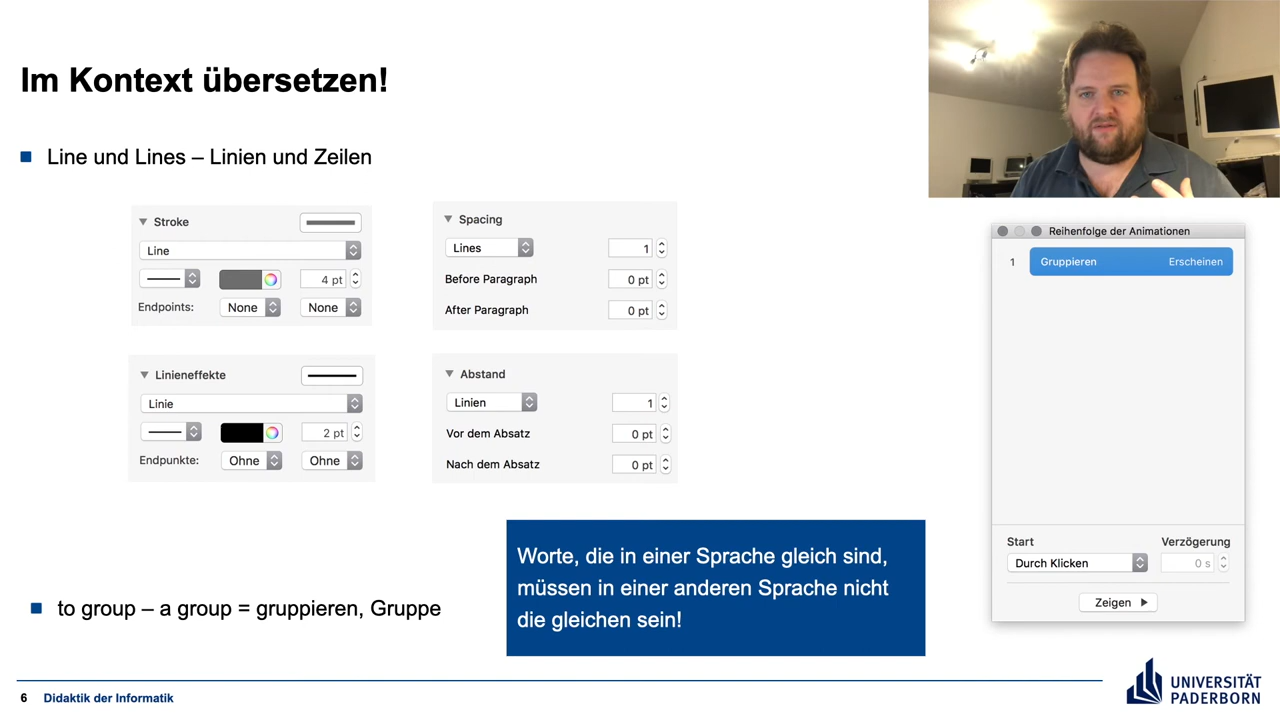 Im Kontext übersetzen!
Line und Lines – Linien und Zeilen
Stroke
Line
4 pt
Endpoints: None None
Spacing
Lines 1
Before Paragraph 0 pt
After Paragraph 0 pt
Linieneffekte
Linie
2 pt
Endpunkte: Ohne Ohne
Abstand
Linien 1
Vor dem Absatz 0 pt
Nach dem Absatz 0 pt
Reihenfolge der Animationen
1 Gruppieren Erscheinen
Start Verzögerung
Durch Klicken 0 s
Zeigen
to group – a group = gruppieren, Gruppe
Worte, die in einer Sprache gleich sind,
müssen in einer anderen Sprache nicht
die gleichen sein!
6 Didaktik der Informatik
UNIVERSITÄT
PADERBORN